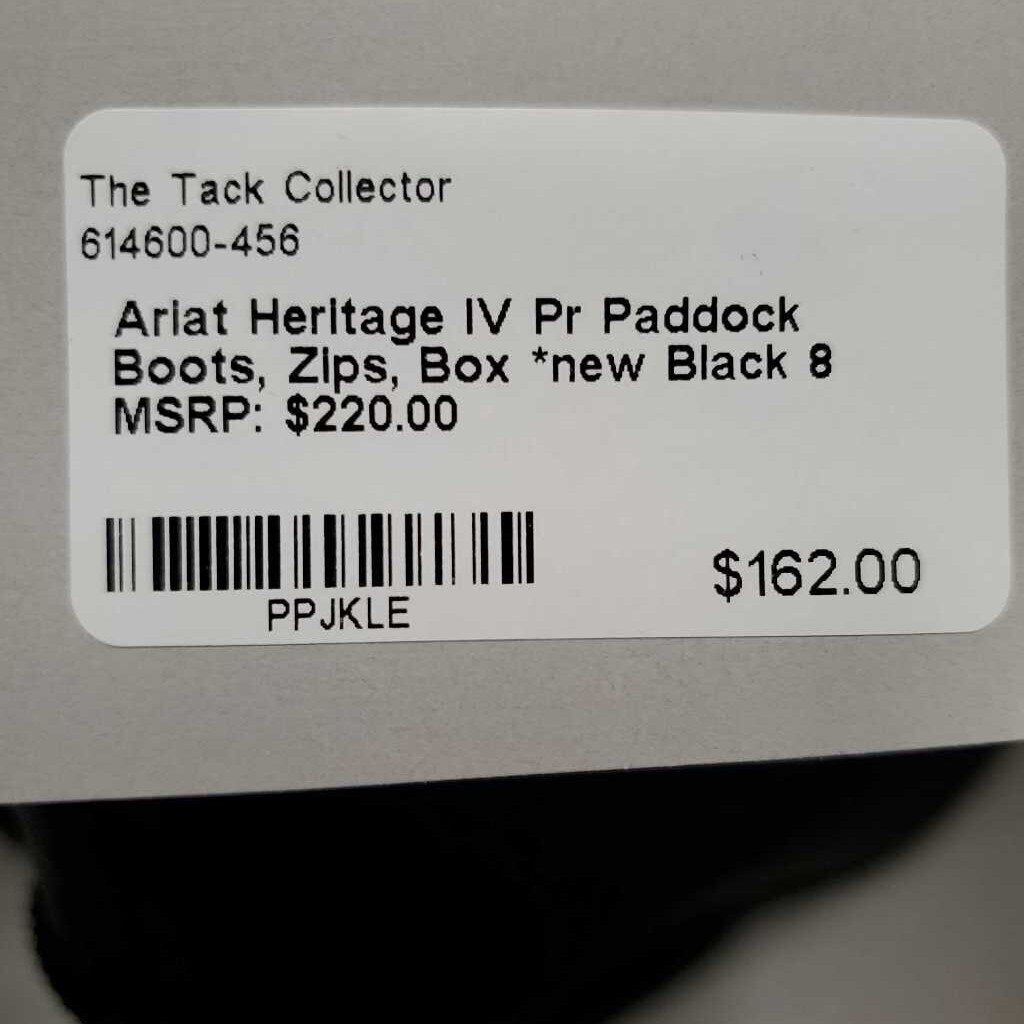 The Tack Collector
614600-456
Ariat Heritage IV Pr Paddock
Boots, Zips, Box *new Black 8
MSRP: $220.00
PPJKLE
$162.00